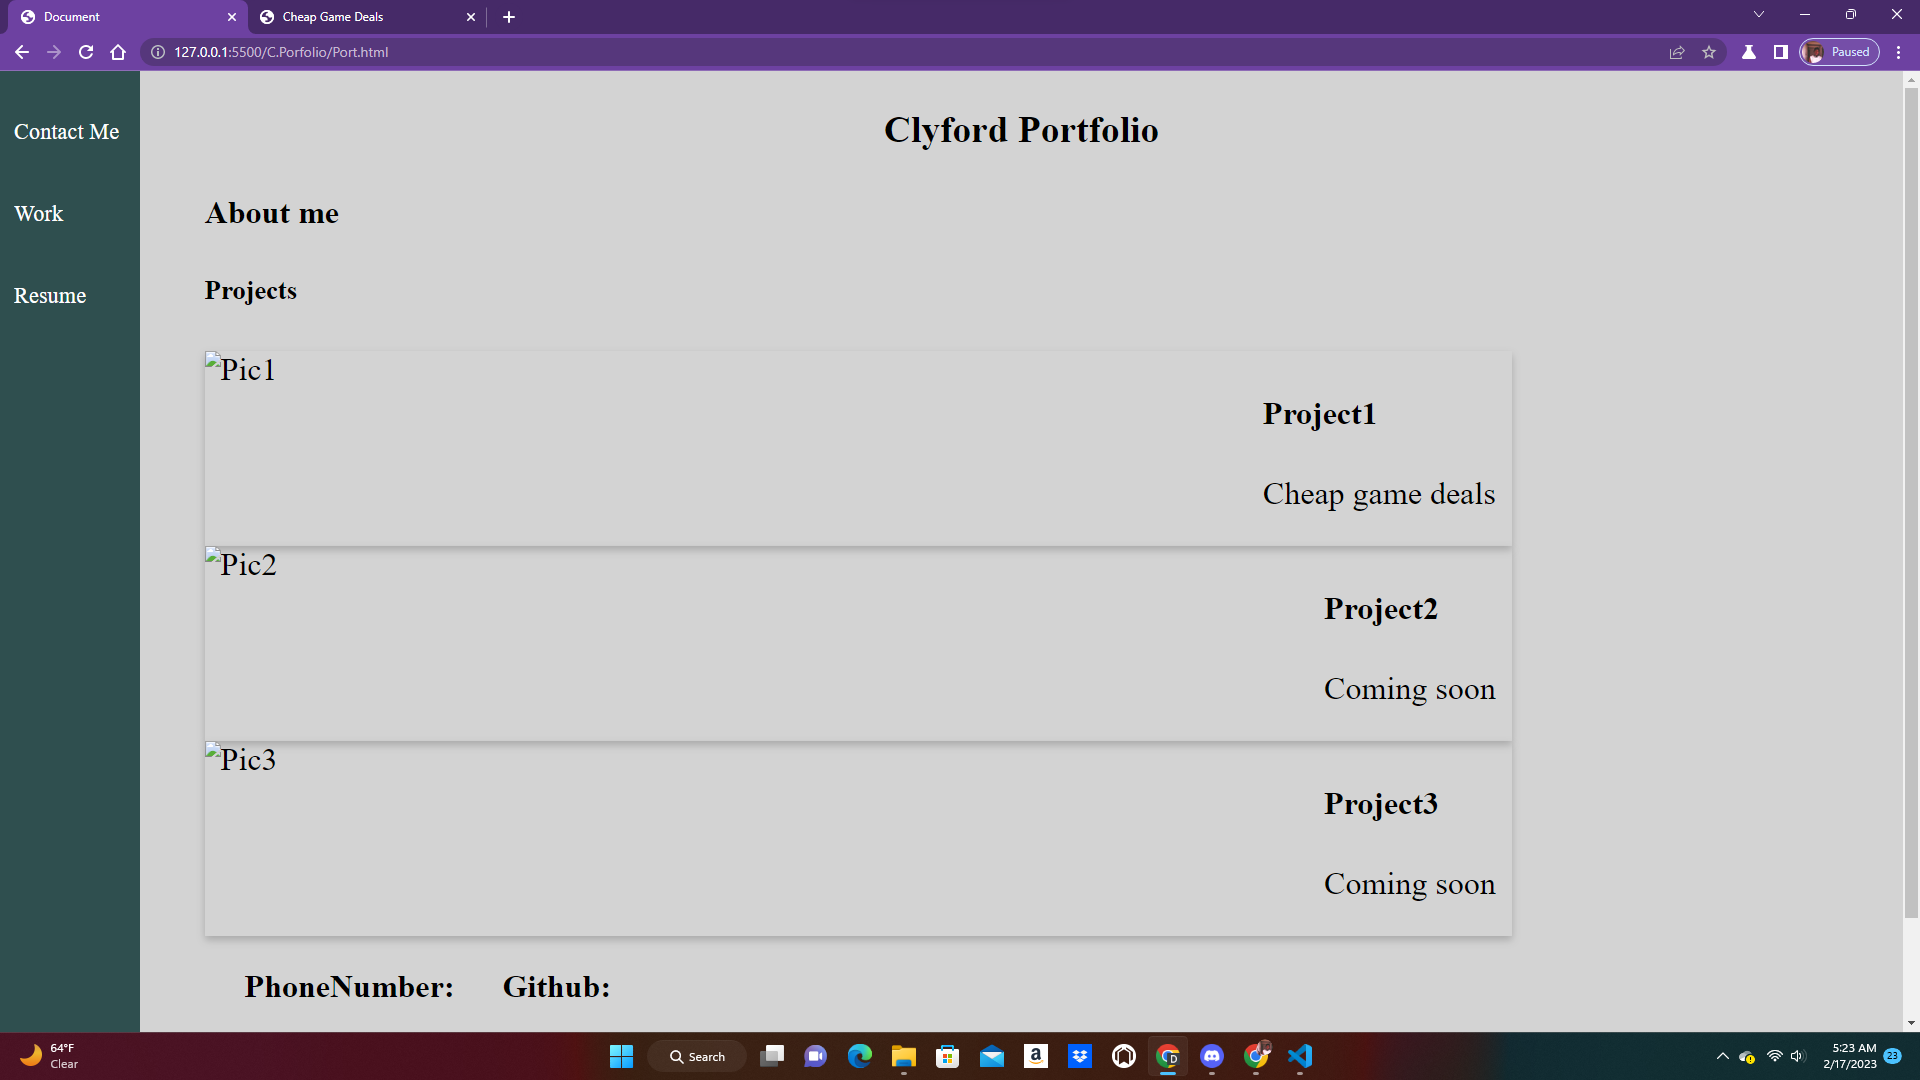 Document
Cheap Game Deals
127.0.0.1:5500/C.Porfolio/Port.html
Paused
Contact Me
Work
Resume
Clyford Portfolio
About me
Projects
Pic1
Project1
Cheap game deals
Pic2
Project2
Coming soon
Pic3
Project3
Coming soon
PhoneNumber: Github:
64°F
Clear
Search
5:23 AM
2/17/2023
23